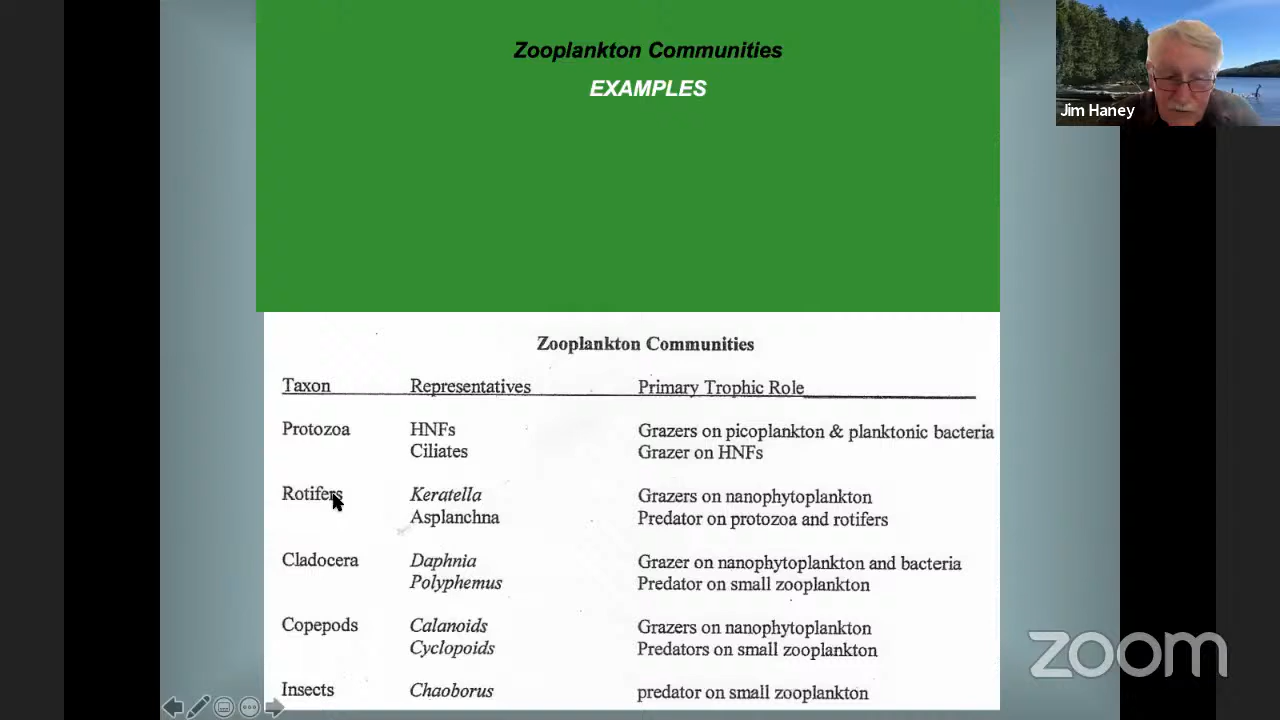 Zooplankton Communities
EXAMPLES
Jim Haney
Zooplankton Communities
Taxon Representatives Primary Trophic Role
Protozoa HNFs Grazers on picoplankton & planktonic bacteria
Ciliates Grazer on HNFs
Rotifers Keratella Grazers on nanophytoplankton
Asplanchna Predator on protozoa and rotifers
Cladocera Daphnia Grazer on nanophytoplankton and bacteria
Polyphemus Predator on small zooplankton
Copepods Calanoids Grazers on nanophytoplankton
Cyclopoids Predators on small zooplankton
Insects Chaoborus predator on small zooplankton
zoom